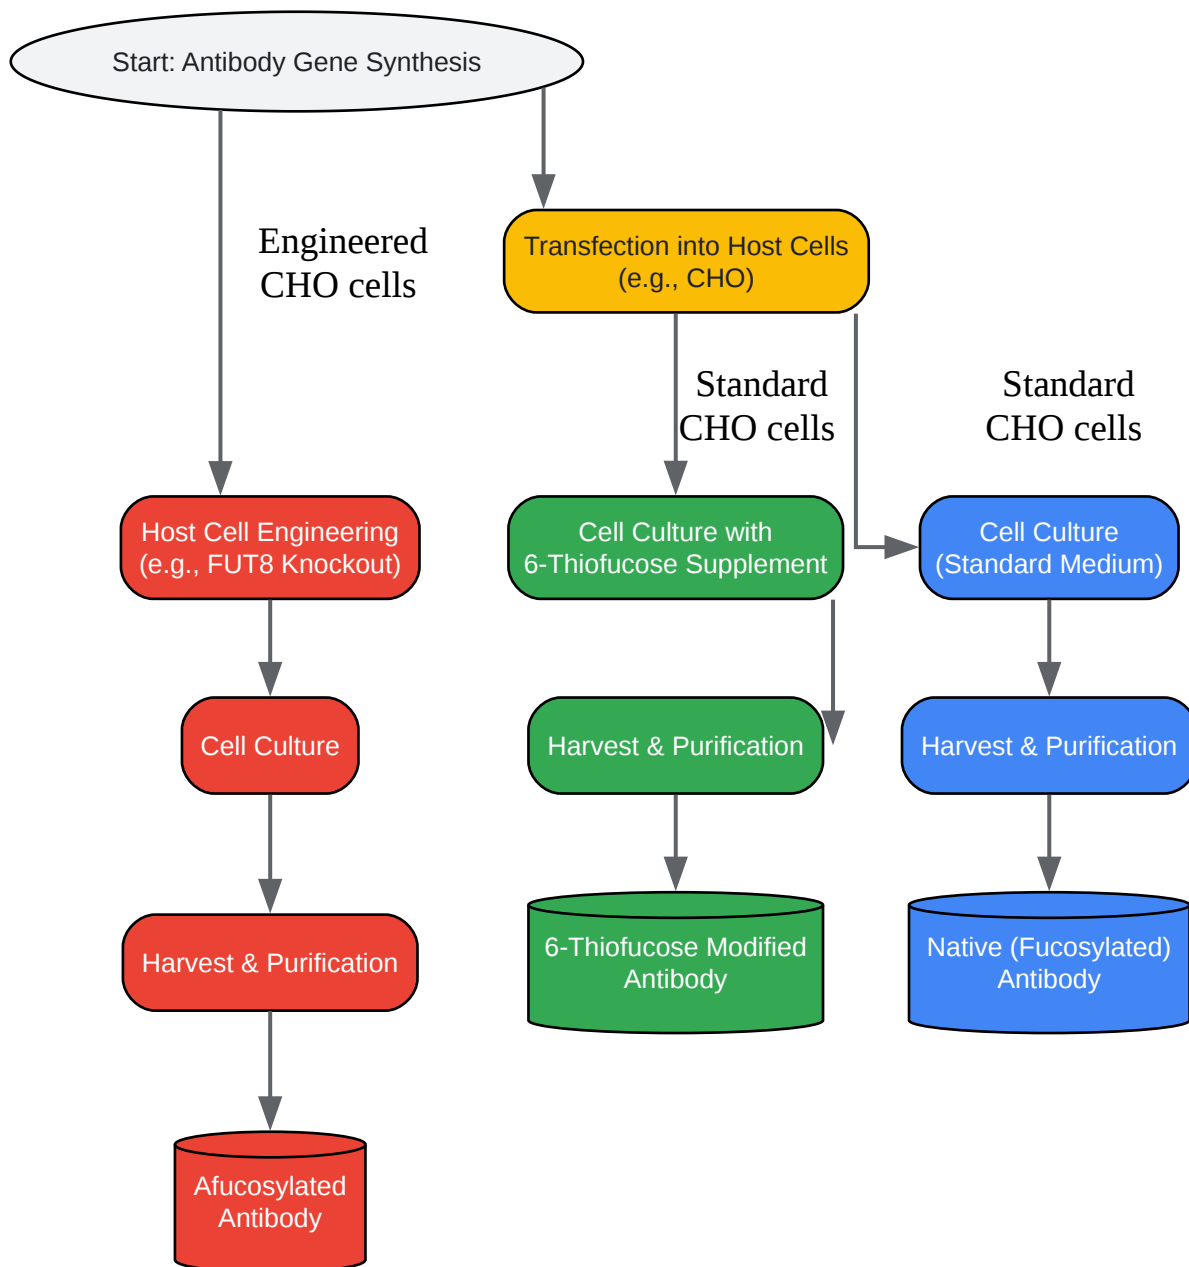 Start: Antibody Gene Synthesis
Engineered
CHO cells
Transfection into Host Cells
(e.g., CHO)
Standard
CHO cells
Standard
CHO cells
Host Cell Engineering
(e.g., FUT8 Knockout)
Cell Culture with
6-Thiofucose Supplement
Cell Culture
(Standard Medium)
Cell Culture
Harvest & Purification
Harvest & Purification
Harvest & Purification
6-Thiofucose Modified
Antibody
Native (Fucosylated)
Antibody
Afucosylated
Antibody